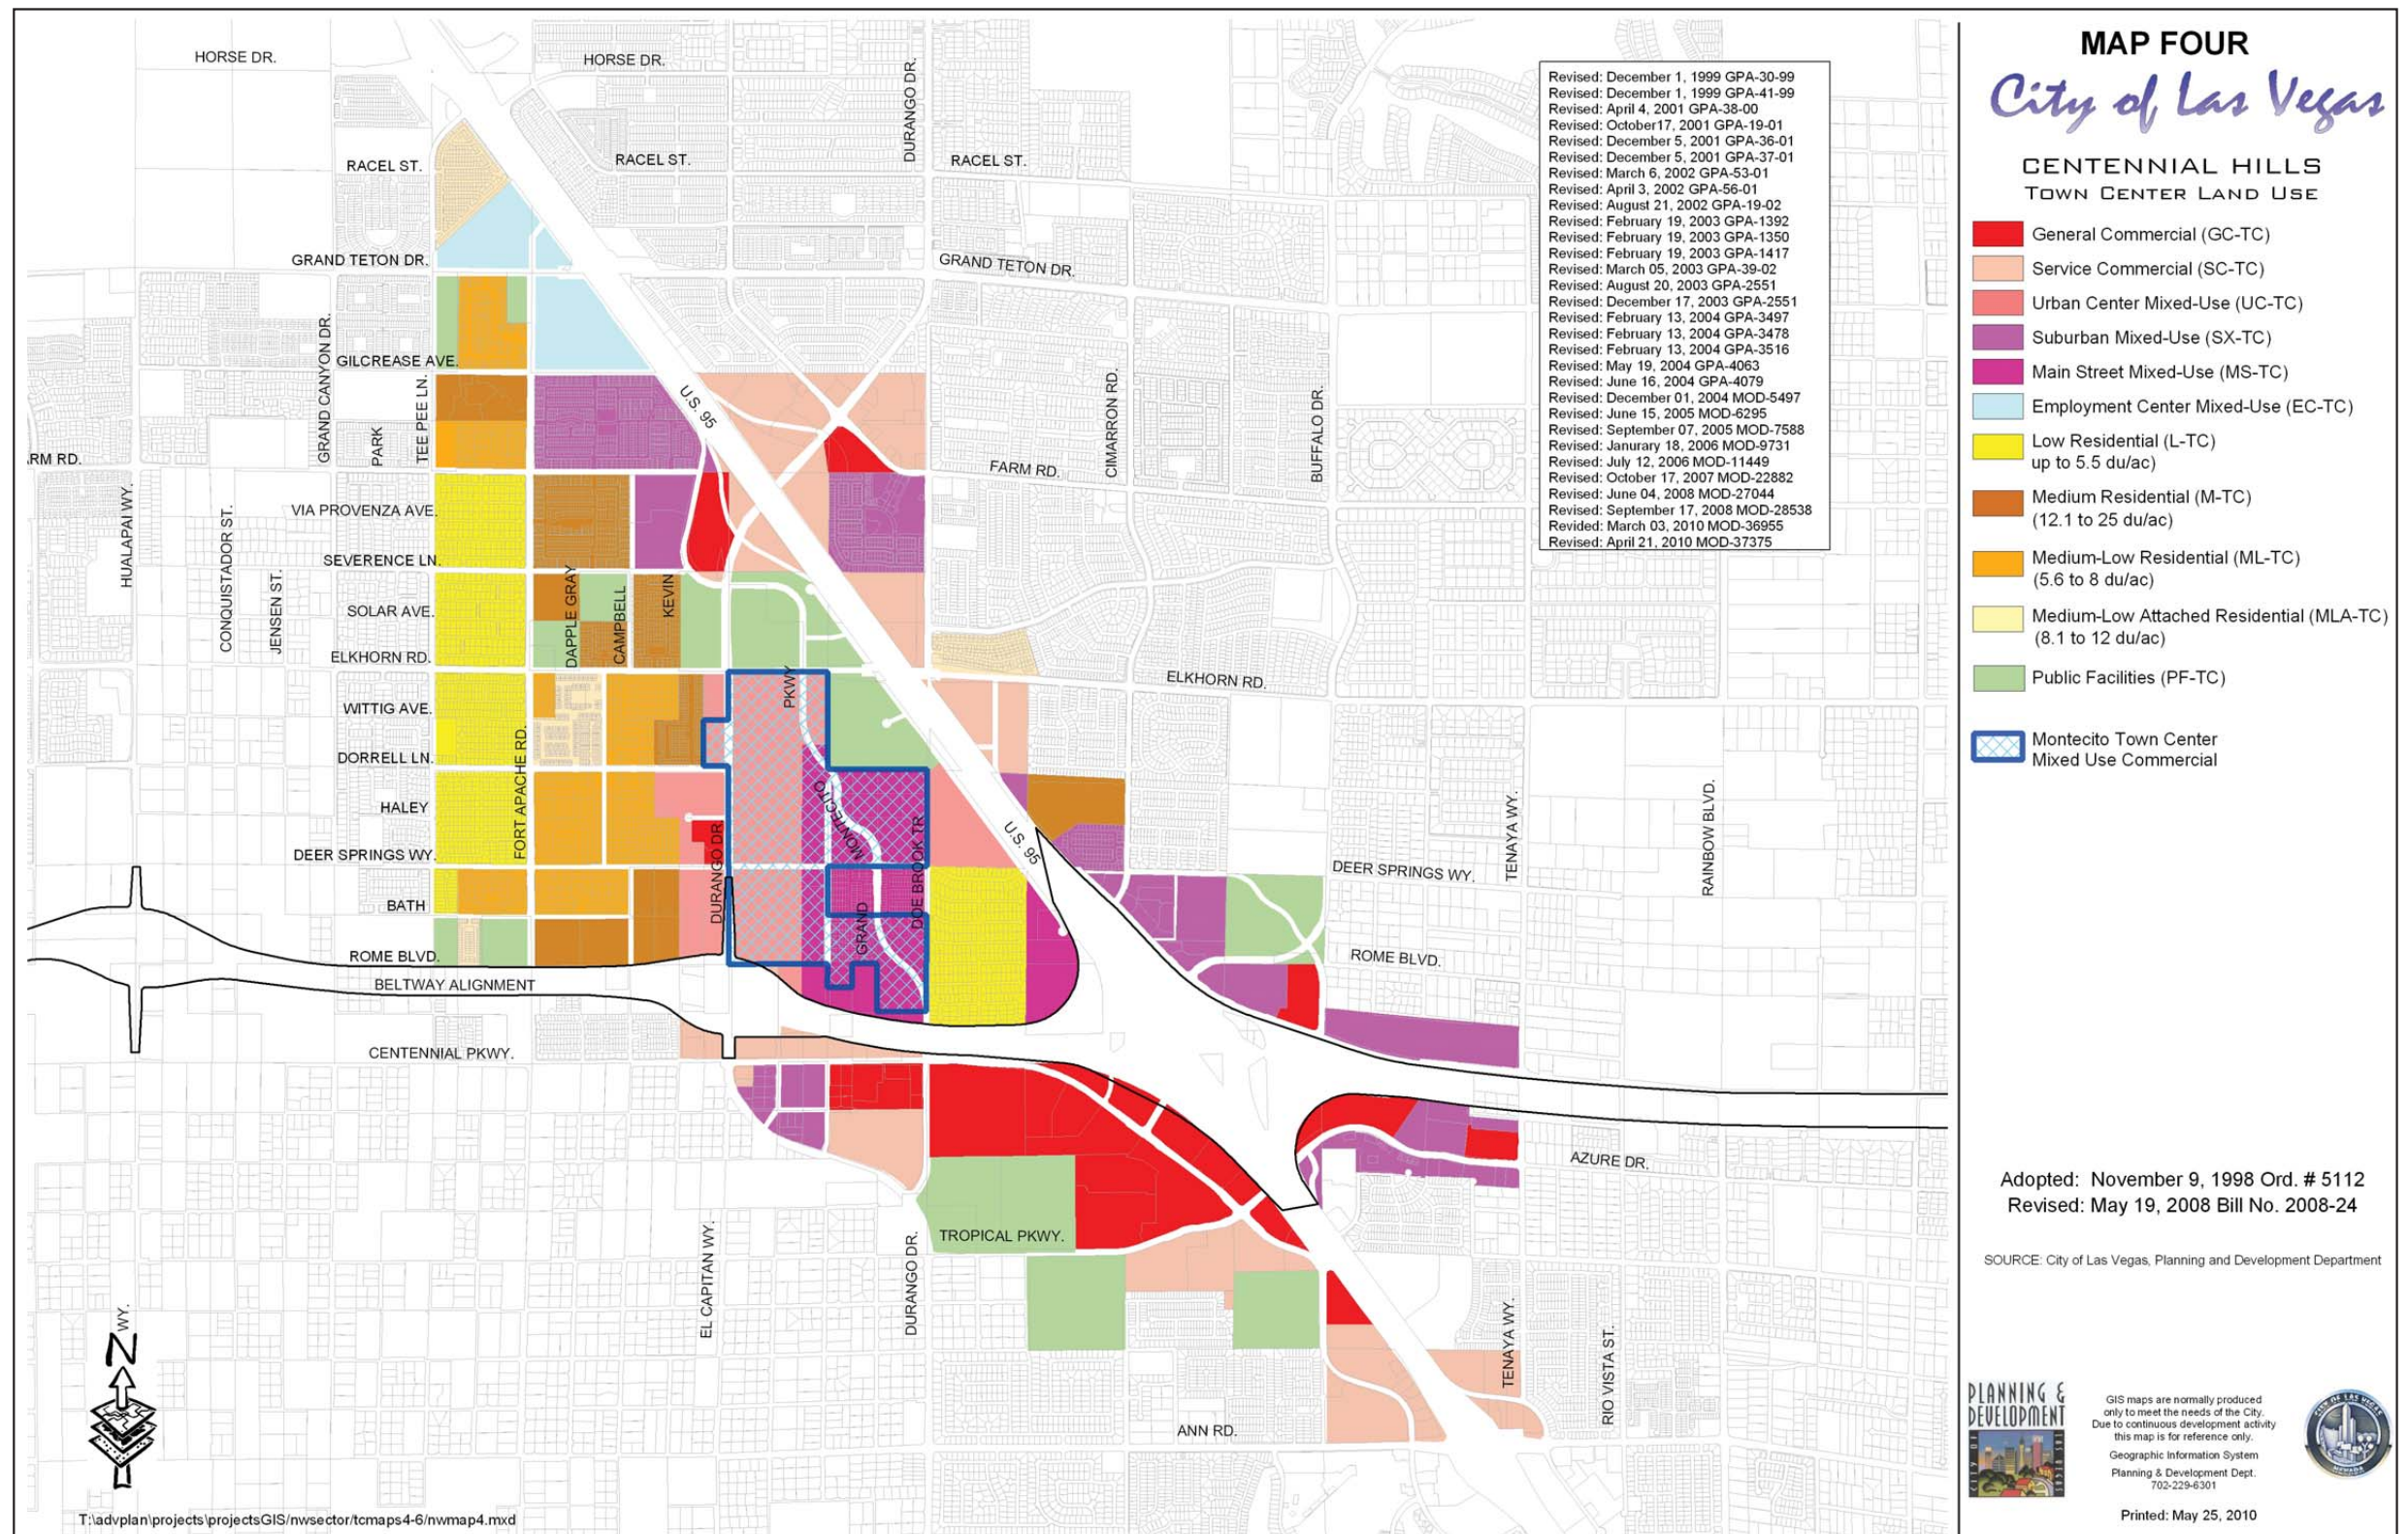 MAP FOUR
City of Las Vegas
CENTENNIAL HILLS
TOWN CENTER LAND USE
General Commercial (GC-TC)
Service Commercial (SC-TC)
Urban Center Mixed-Use (UC-TC)
Suburban Mixed-Use (SX-TC)
Main Street Mixed-Use (MS-TC)
Employment Center Mixed-Use (EC-TC)
Low Residential (L-TC)
up to 5.5 du/ac)
Medium Residential (M-TC)
(12.1 to 25 du/ac)
Medium-Low Residential (ML-TC)
(5.6 to 8 du/ac)
Medium-Low Attached Residential (MLA-TC)
(8.1 to 12 du/ac)
Public Facilities (PF-TC)
Montecito Town Center
Mixed Use Commercial
Adopted: November 9, 1998 Ord. # 5112
Revised: May 19, 2008 Bill No. 2008-24
SOURCE: City of Las Vegas, Planning and Development Department
PLANNING &
DEVELOPMENT
CITY OF
LAS VEGAS
GIS maps are normally produced
only to meet the needs of the City.
Due to continuous development activity
this map is for reference only.
Geographic Information System
Planning & Development Dept.
702-229-6301
CITY OF LAS VEGAS
NEVADA
Printed: May 25, 2010
Revised: December 1, 1999 GPA-30-99
Revised: December 1, 1999 GPA-41-99
Revised: April 4, 2001 GPA-38-00
Revised: October17, 2001 GPA-19-01
Revised: December 5, 2001 GPA-36-01
Revised: December 5, 2001 GPA-37-01
Revised: March 6, 2002 GPA-53-01
Revised: April 3, 2002 GPA-56-01
Revised: August 21, 2002 GPA-19-02
Revised: February 19, 2003 GPA-1392
Revised: February 19, 2003 GPA-1350
Revised: February 19, 2003 GPA-1417
Revised: March 05, 2003 GPA-39-02
Revised: August 20, 2003 GPA-2551
Revised: December 17, 2003 GPA-2551
Revised: February 13, 2004 GPA-3497
Revised: February 13, 2004 GPA-3478
Revised: February 13, 2004 GPA-3516
Revised: May 19, 2004 GPA-4063
Revised: June 16, 2004 GPA-4079
Revised: December 01, 2004 MOD-5497
Revised: June 15, 2005 MOD-6295
Revised: September 07, 2005 MOD-7588
Revised: Janurary 18, 2006 MOD-9731
Revised: July 12, 2006 MOD-11449
Revised: October 17, 2007 MOD-22882
Revised: June 04, 2008 MOD-27044
Revised: September 17, 2008 MOD-28538
Revided: March 03, 2010 MOD-36955
Revised: April 21, 2010 MOD-37375
HORSE DR.
HORSE DR.
DURANGO DR.
RACEL ST.
RACEL ST.
RACEL ST.
GRAND TETON DR.
GRAND TETON DR.
GRAND CANYON DR.
GILCREASE AVE.
TEE PEE LN.
PARK
U.S. 95
CIMARRON RD.
BUFFALO DR.
RM RD.
FARM RD.
HUALAPAI WY.
CONQUISTADOR ST.
JENSEN ST.
VIA PROVENZA AVE.
SEVERENCE LN.
SOLAR AVE.
ELKHORN RD.
DAPPLE GRAY
CAMPBELL
KEVIN
ELKHORN RD.
WITTIG AVE.
DORRELL LN.
FORT APACHE RD.
PKWY
MONTECITO
GRAND
HALEY
DURANGO DR.
DOE BROOK TR.
U.S. 95
DEER SPRINGS WY.
DEER SPRINGS WY.
TENAYA WY.
RAINBOW BLVD.
BATH
ROME BLVD.
ROME BLVD.
BELTWAY ALIGNMENT
CENTENNIAL PKWY.
AZURE DR.
TROPICAL PKWY.
EL CAPITAN WY.
DURANGO DR.
TENAYA WY.
RIO VISTA ST.
ANN RD.
WY.
N
T:\advplan\projects\projectsGIS/nwsector/tcmaps4-6/nwmap4.mxd